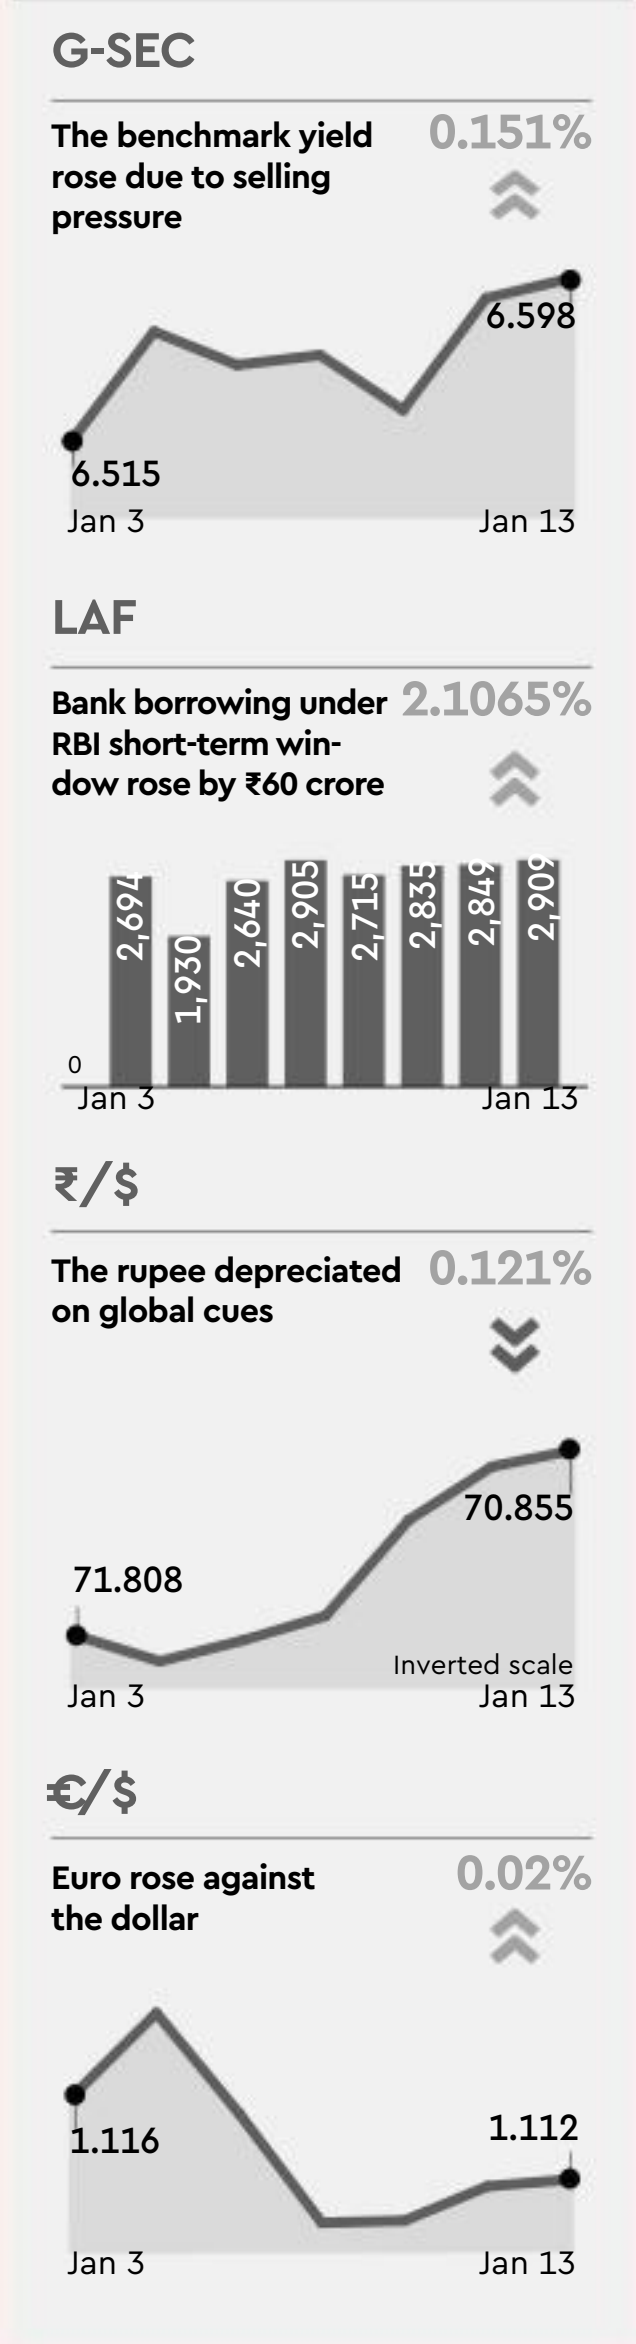 G-SEC
The benchmark yield
rose due to selling
pressure
0.151%
6.598
6.515
Jan 3
Jan 13
LAF
Bank borrowing under
RBI short-term win-
dow rose by ₹60 crore
2.1065%
2,694
1,930
2,640
2,905
2,715
2,835
2,849
2,909
0
Jan 3
Jan 13
₹/$
The rupee depreciated
on global cues
0.121%
70.855
71.808
Inverted scale
Jan 3
Jan 13
€/$
Euro rose against
the dollar
0.02%
1.116
1.112
Jan 3
Jan 13